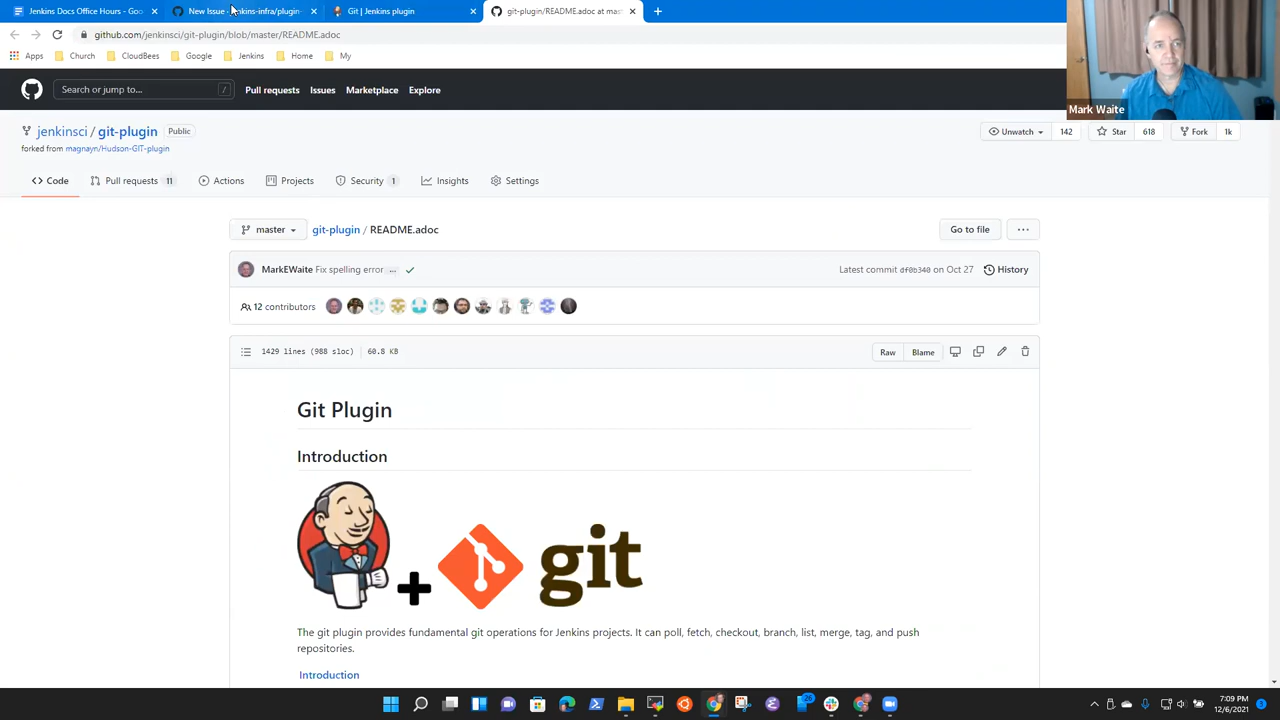 Jenkins Docs Office Hours - Goo
New Issue · jenkins-infra/plugin-
Git | Jenkins plugin
git-plugin/README.adoc at mas
github.com/jenkinsci/git-plugin/blob/master/README.adoc
Apps
Church
CloudBees
Google
Jenkins
Home
My
Mark Waite
Search or jump to...
/
Pull requests
Issues
Marketplace
Explore
jenkinsci / git-plugin
Public
forked from magnayn/Hudson-GIT-plugin
Unwatch
142
Star
618
Fork
1k
Code
Pull requests 11
Actions
Projects
Security 1
Insights
Settings
master
git-plugin / README.adoc
Go to file
...
MarkEWaite Fix spelling error ...
Latest commit df0b340 on Oct 27
History
12 contributors
1429 lines (988 sloc)
60.8 KB
Raw
Blame
Git Plugin
Introduction
+
git
The git plugin provides fundamental git operations for Jenkins projects. It can poll, fetch, checkout, branch, list, merge, tag, and push
repositories.
Introduction
7:09 PM
12/6/2021